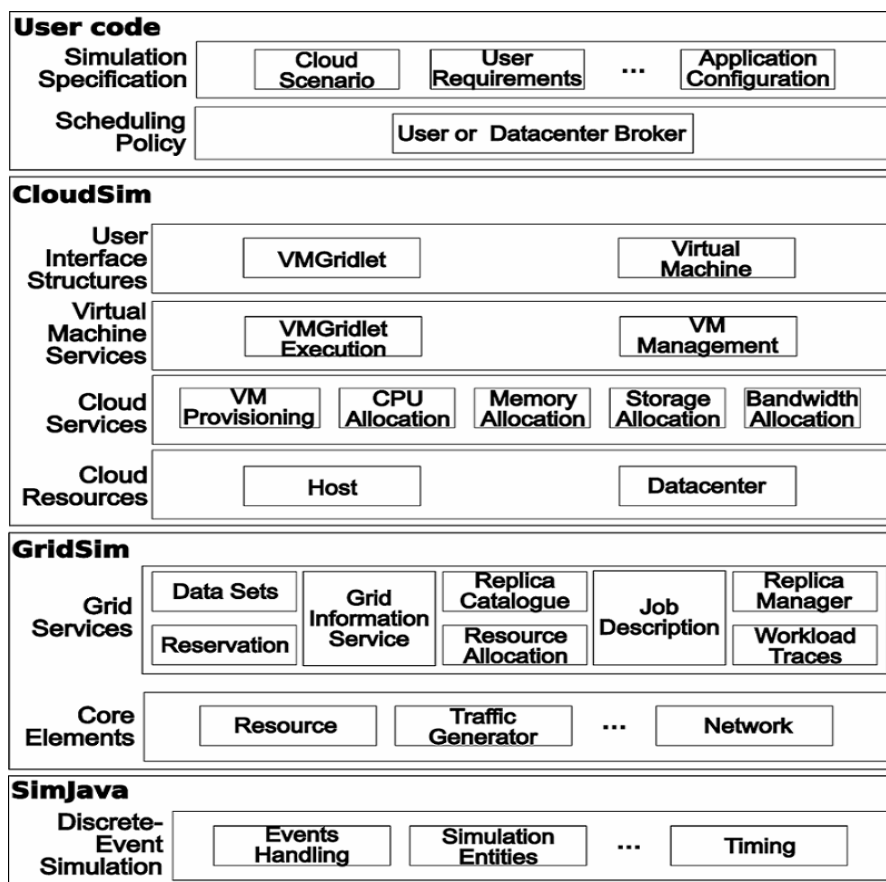 User code
Simulation
Specification
Cloud
Scenario
User
Requirements
...
Application
Configuration
Scheduling
Policy
User or Datacenter Broker
CloudSim
User
Interface
Structures
VMGridlet
Virtual
Machine
Virtual
Machine
Services
VMGridlet
Execution
VM
Management
Cloud
Services
VM
Provisioning
CPU
Allocation
Memory
Allocation
Storage
Allocation
Bandwidth
Allocation
Cloud
Resources
Host
Datacenter
GridSim
Grid
Services
Data Sets
Reservation
Grid
Information
Service
Replica
Catalogue
Resource
Allocation
Job
Description
Replica
Manager
Workload
Traces
Core
Elements
Resource
Traffic
Generator
...
Network
SimJava
Discrete-
Event
Simulation
Events
Handling
Simulation
Entities
...
Timing